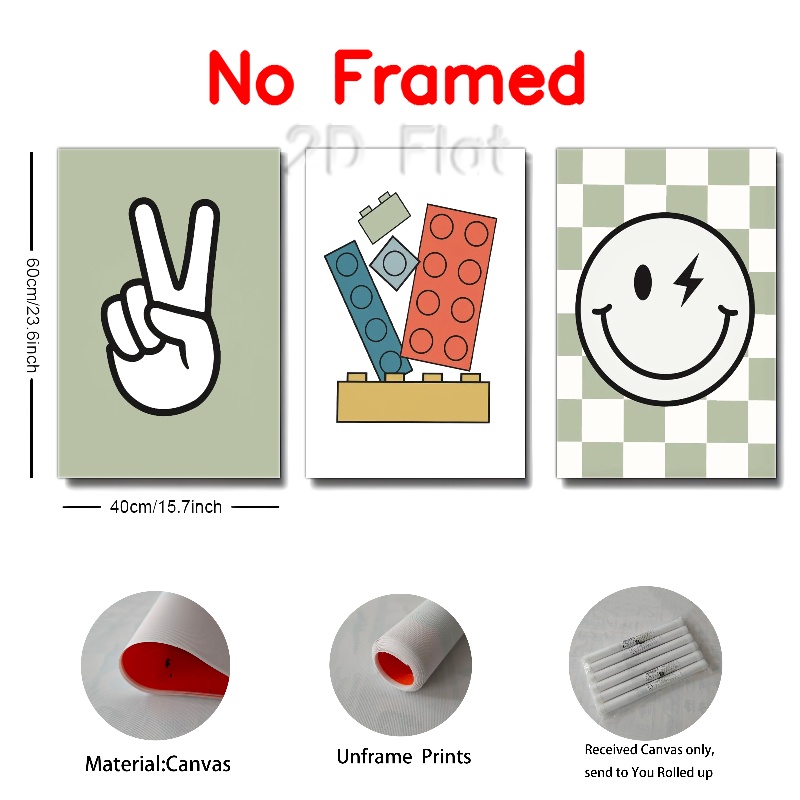 No Framed
2D Flat
60cm/23.6inch
40cm/15.7inch
Material:Canvas
Unframe Prints
Received Canvas only,
send to You Rolled up